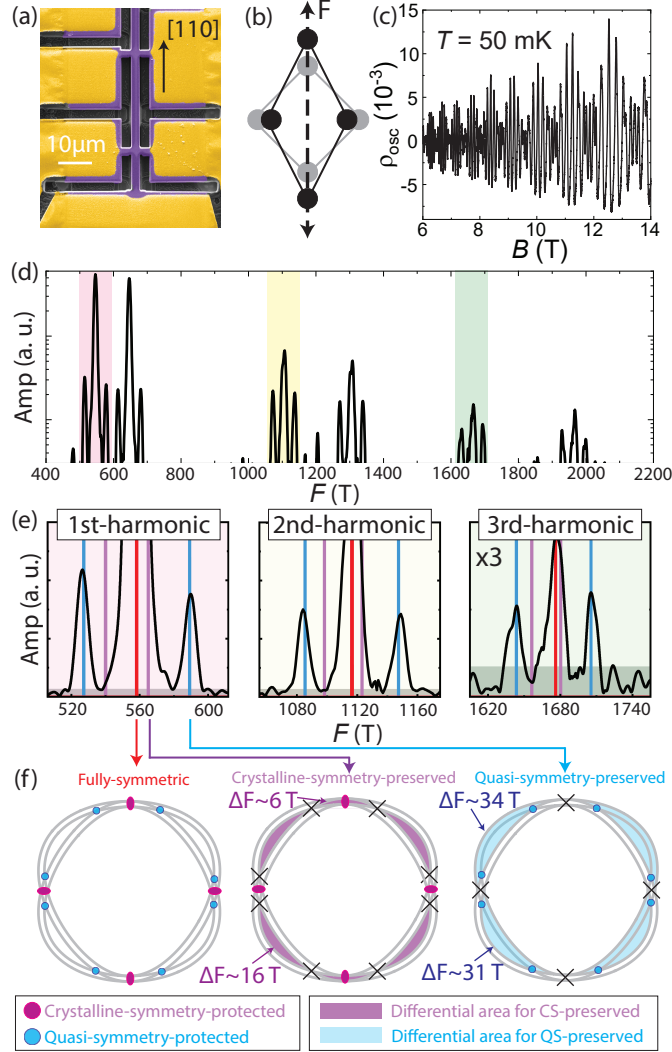 (a)
[110]
10μm
(b)
F
(c)
T = 50 mK
ρosc (10-3)
15
10
5
0
-5
6
8
10
12
14
B (T)
(d)
Amp (a. u.)
400
600
800
1000
1200
1400
1600
1800
2000
2200
F (T)
(e)
1st-harmonic
2nd-harmonic
3rd-harmonic
x3
Amp (a. u.)
520
560
600
1080
1120
1160
1620
1680
1740
F (T)
(f)
Fully-symmetric
Crystalline-symmetry-preserved
Quasi-symmetry-preserved
ΔF~6 T
ΔF~34 T
ΔF~16 T
ΔF~31 T
Crystalline-symmetry-protected
Quasi-symmetry-protected
Differential area for CS-preserved
Differential area for QS-preserved